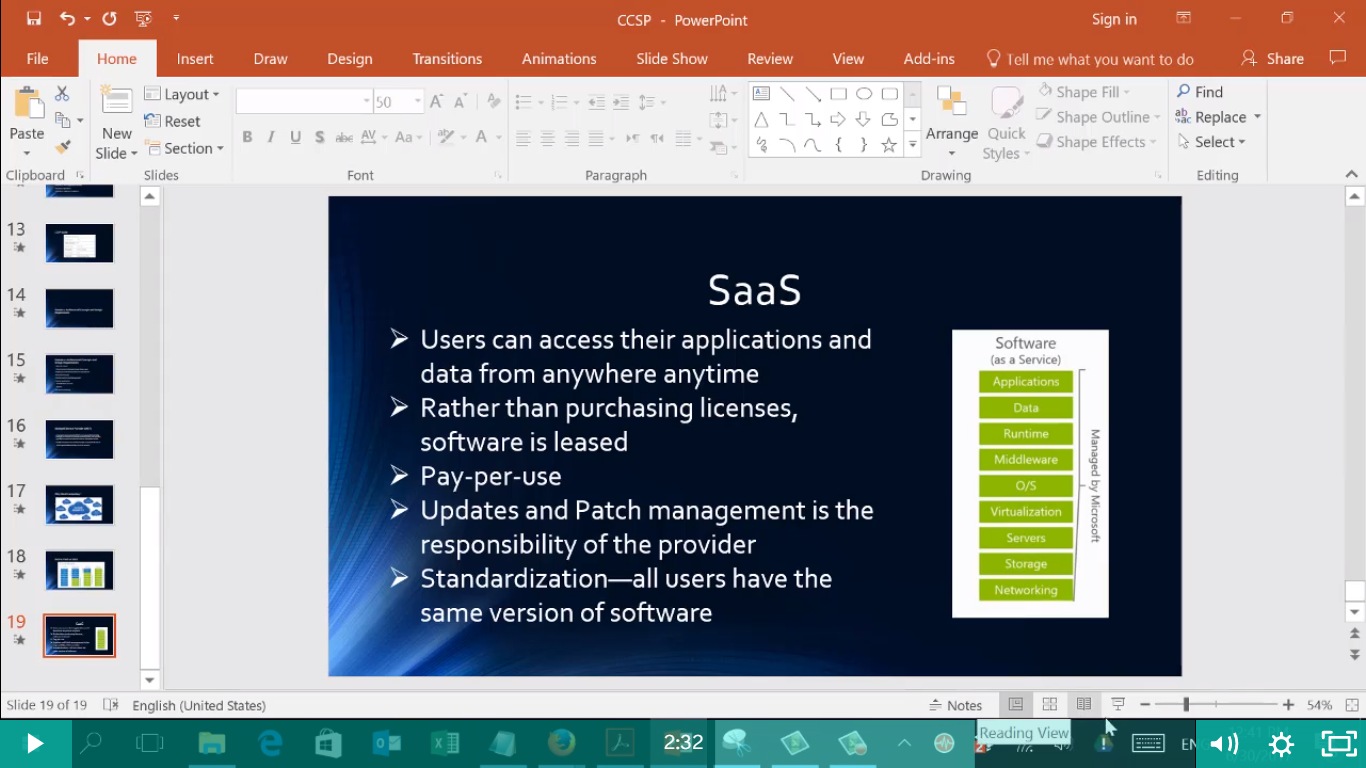 CCSP - PowerPoint
Sign in
File Home Insert Draw Design Transitions Animations Slide Show Review View Add-ins Tell me what you want to do Share
Paste
Clipboard
New Slide
Layout
Reset
Section
Slides
50
B I U S abc AV Aa A
Font
Paragraph
Arrange
Quick Styles
Shape Fill
Shape Outline
Shape Effects
Drawing
Find
Replace
Select
Editing
13
14
15
16
17
18
19
SaaS
Users can access their applications and
data from anywhere anytime
Rather than purchasing licenses,
software is leased
Pay-per-use
Updates and Patch management is the
responsibility of the provider
Standardization—all users have the
same version of software
Software
(as a Service)
Applications
Data
Runtime
Middleware
O/S
Virtualization
Servers
Storage
Networking
Managed by Microsoft
Slide 19 of 19
English (United States)
Notes
54%
Reading View
2:32